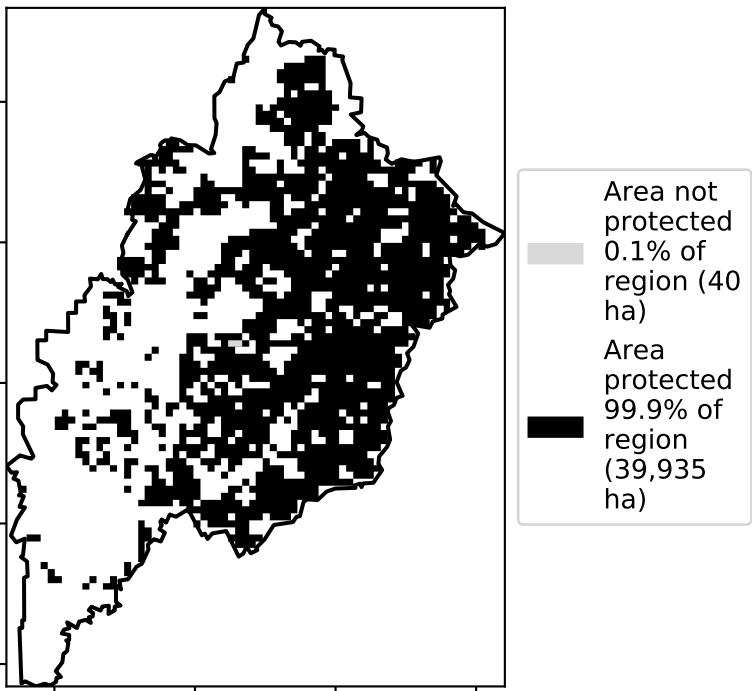 Area not
protected
0.1% of
region (40
ha)
Area
protected
99.9% of
region
(39,935
ha)